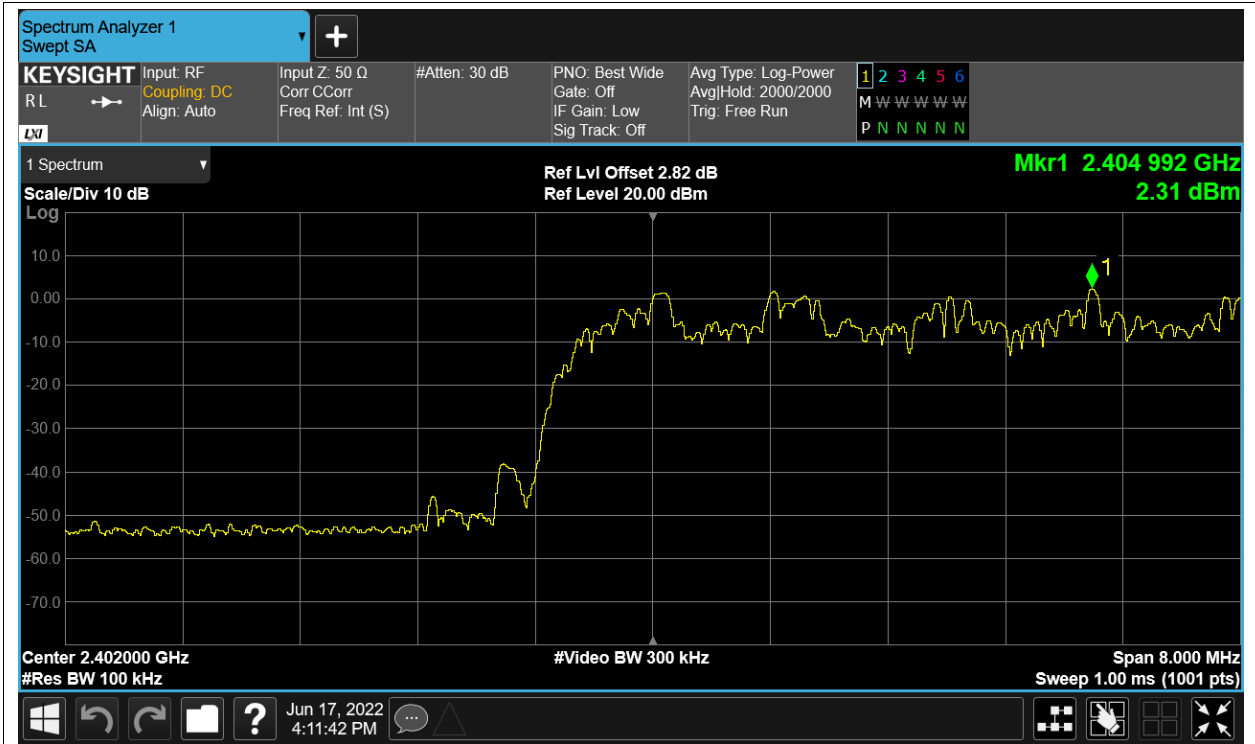 Spectrum Analyzer 1
Swept SA
KEYSIGHT
R L
LXI
Input: RF
Coupling: DC
Align: Auto
Input Z: 50 Ω
Corr CCorr
Freq Ref: Int (S)
#Atten: 30 dB
PNO: Best Wide
Gate: Off
IF Gain: Low
Sig Track: Off
Avg Type: Log-Power
Avg|Hold: 2000/2000
Trig: Free Run
1 2 3 4 5 6
M W W W W W
P N N N N N
1 Spectrum
Scale/Div 10 dB
Log
Ref Lvl Offset 2.82 dB
Ref Level 20.00 dBm
Mkr1 2.404 992 GHz
2.31 dBm
1
10.0
0.00
-10.0
-20.0
-30.0
-40.0
-50.0
-60.0
-70.0
Center 2.402000 GHz
#Video BW 300 kHz
Span 8.000 MHz
#Res BW 100 kHz
Sweep 1.00 ms (1001 pts)
?
Jun 17, 2022
4:11:42 PM